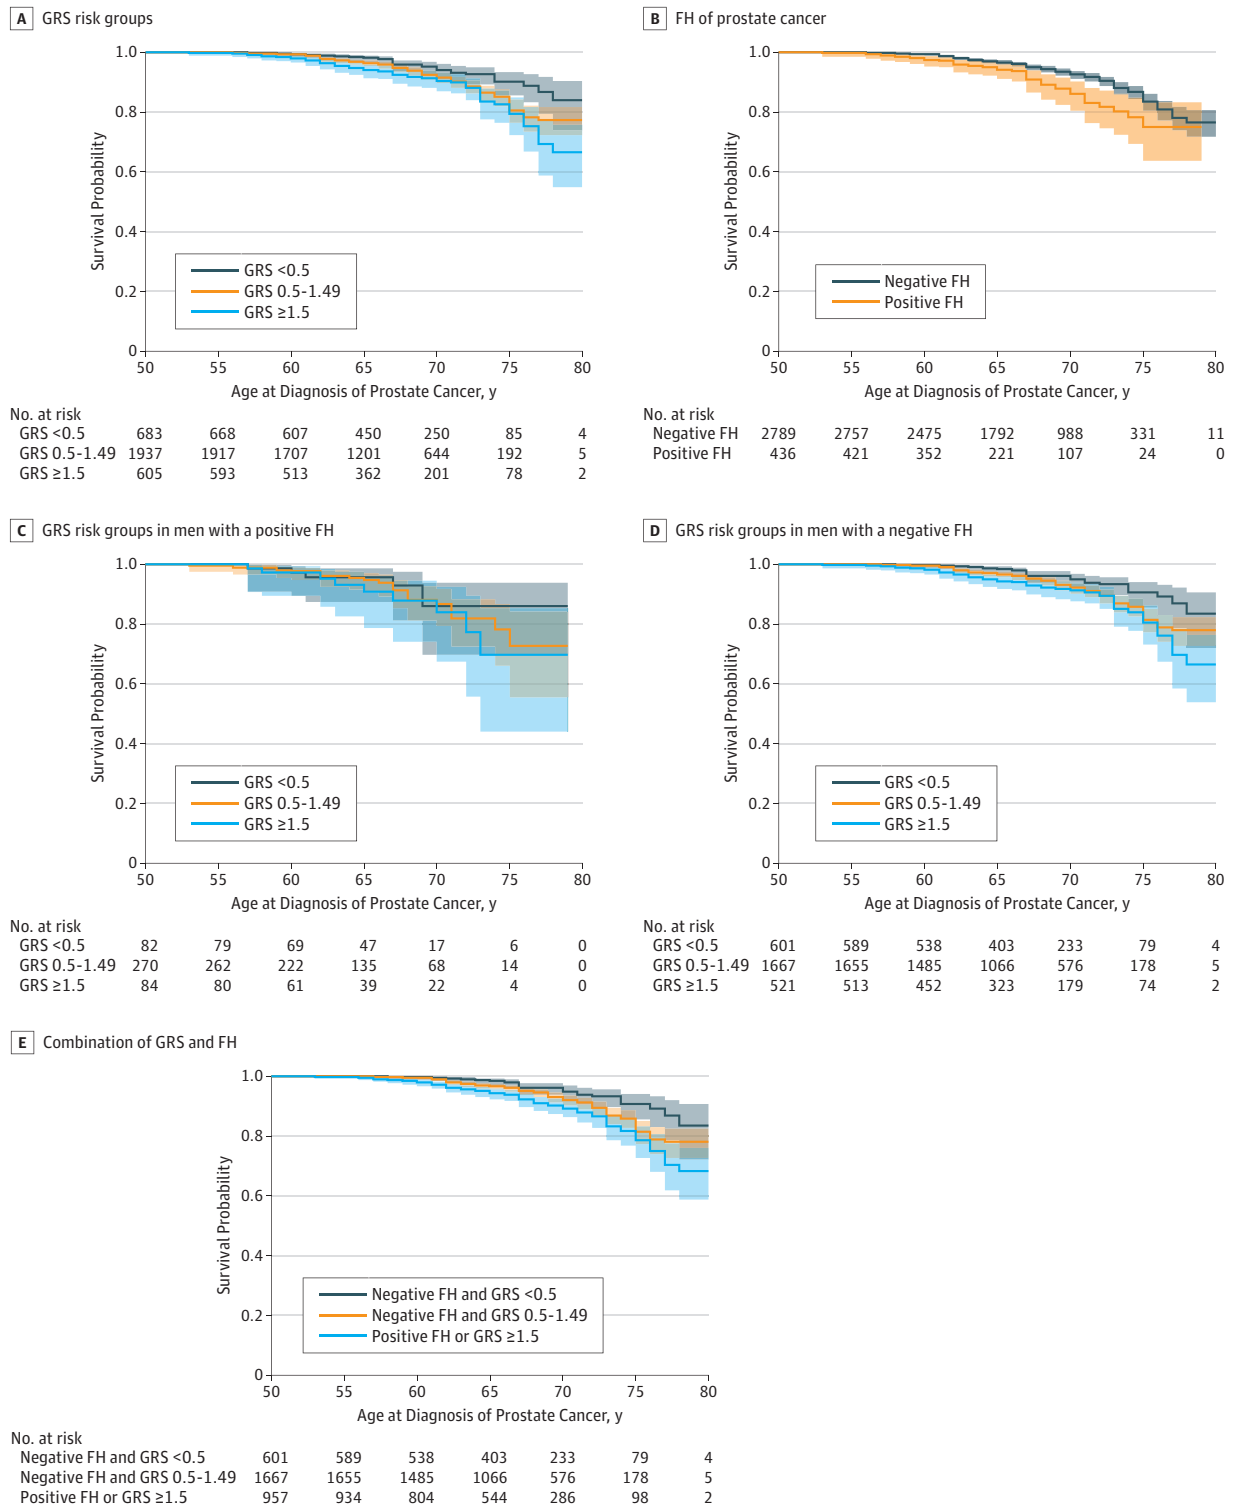 A GRS risk groups
1.0
0.8
0.6
0.4
0.2
0
Survival Probability
GRS <0.5
GRS 0.5-1.49
GRS ≥1.5
50 55 60 65 70 75 80
Age at Diagnosis of Prostate Cancer, y
No. at risk
GRS <0.5 683 668 607 450 250 85 4
GRS 0.5-1.49 1937 1917 1707 1201 644 192 5
GRS ≥1.5 605 593 513 362 201 78 2
B FH of prostate cancer
1.0
0.8
0.6
0.4
0.2
0
Survival Probability
Negative FH
Positive FH
50 55 60 65 70 75 80
Age at Diagnosis of Prostate Cancer, y
No. at risk
Negative FH 2789 2757 2475 1792 988 331 11
Positive FH 436 421 352 221 107 24 0
C GRS risk groups in men with a positive FH
1.0
0.8
0.6
0.4
0.2
0
Survival Probability
GRS <0.5
GRS 0.5-1.49
GRS ≥1.5
50 55 60 65 70 75 80
Age at Diagnosis of Prostate Cancer, y
No. at risk
GRS <0.5 82 79 69 47 17 6 0
GRS 0.5-1.49 270 262 222 135 68 14 0
GRS ≥1.5 84 80 61 39 22 4 0
D GRS risk groups in men with a negative FH
1.0
0.8
0.6
0.4
0.2
0
Survival Probability
GRS <0.5
GRS 0.5-1.49
GRS ≥1.5
50 55 60 65 70 75 80
Age at Diagnosis of Prostate Cancer, y
No. at risk
GRS <0.5 601 589 538 403 233 79 4
GRS 0.5-1.49 1667 1655 1485 1066 576 178 5
GRS ≥1.5 521 513 452 323 179 74 2
E Combination of GRS and FH
1.0
0.8
0.6
0.4
0.2
0
Survival Probability
Negative FH and GRS <0.5
Negative FH and GRS 0.5-1.49
Positive FH or GRS ≥1.5
50 55 60 65 70 75 80
Age at Diagnosis of Prostate Cancer, y
No. at risk
Negative FH and GRS <0.5 601 589 538 403 233 79 4
Negative FH and GRS 0.5-1.49 1667 1655 1485 1066 576 178 5
Positive FH or GRS ≥1.5 957 934 804 544 286 98 2